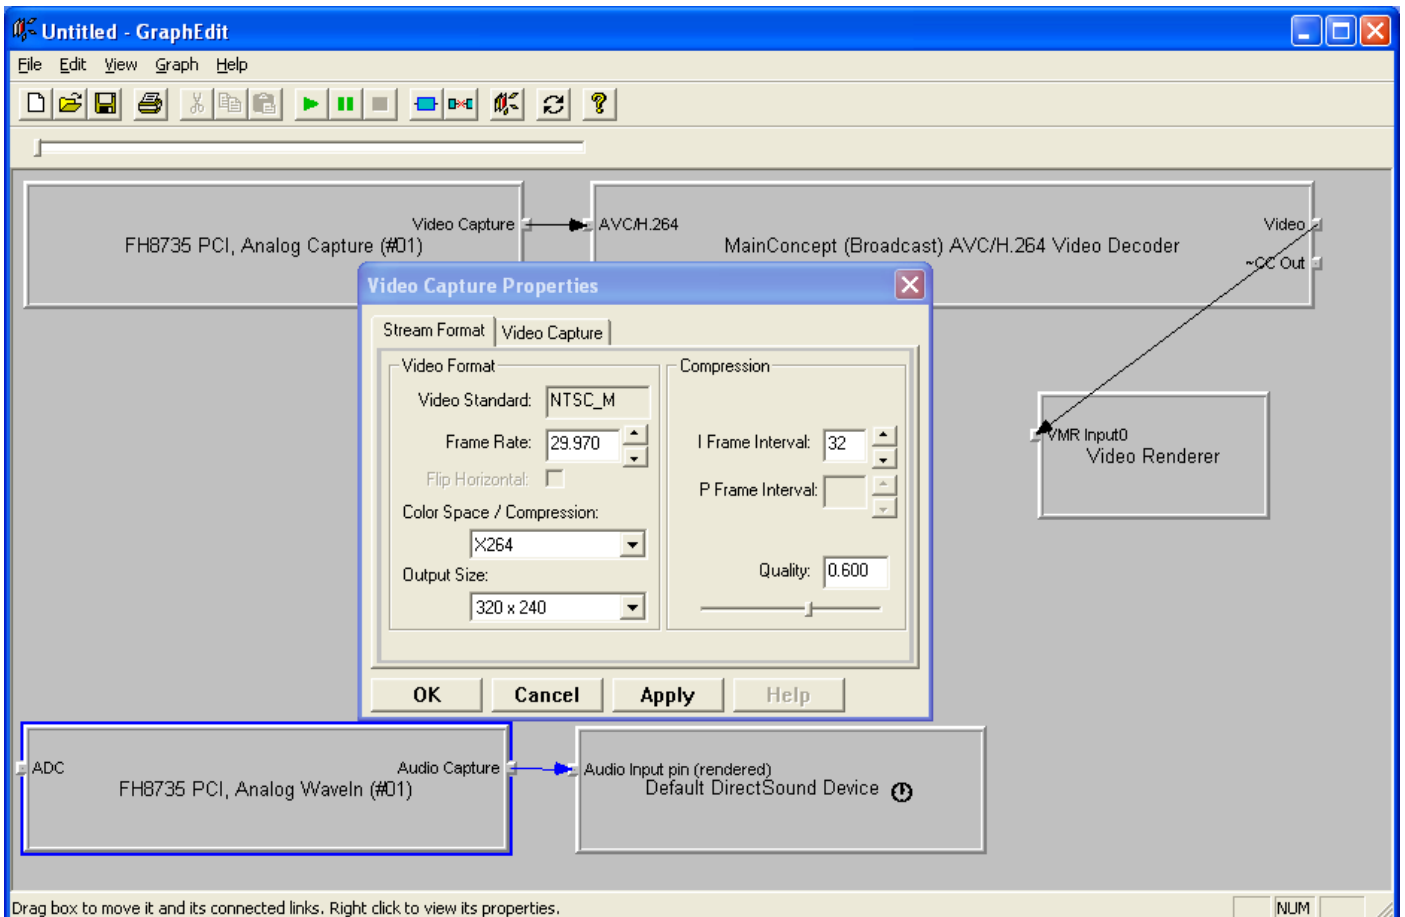 Untitled - GraphEdit
File Edit View Graph Help
Video Capture
FH8735 PCI, Analog Capture (#01)
AVC/H.264
MainConcept (Broadcast) AVC/H.264 Video Decoder
Video
~CC Out
Video Capture Properties
Stream Format Video Capture
Video Format
Video Standard: NTSC_M
Frame Rate: 29.970
Flip Horizontal:
Color Space / Compression:
X264
Output Size:
320 x 240
Compression
I Frame Interval: 32
P Frame Interval:
Quality: 0.600
OK Cancel Apply Help
VMR Input0
Video Renderer
ADC
Audio Capture
FH8735 PCI, Analog WaveIn (#01)
Audio Input pin (rendered)
Default DirectSound Device
Drag box to move it and its connected links. Right click to view its properties.
NUM